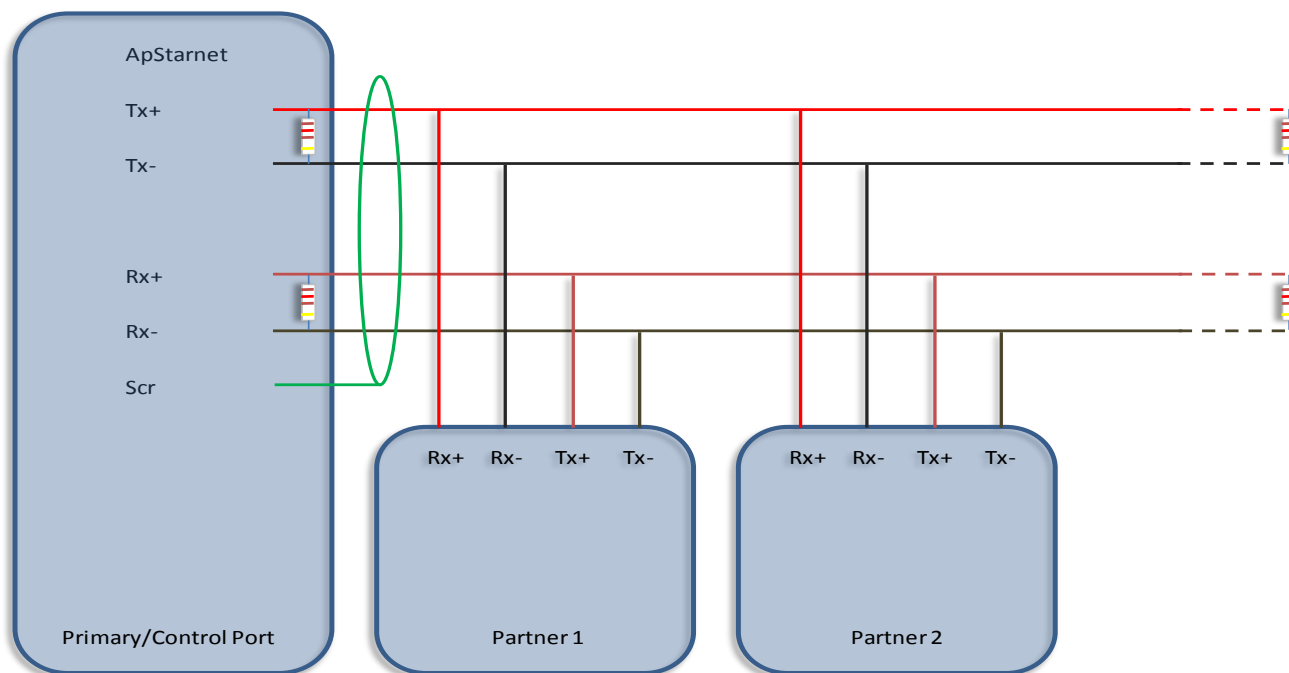 ApStarnet
Tx+
Tx-
Rx+
Rx-
Scr
Primary/Control Port
Rx+ Rx- Tx+ Tx-
Partner 1
Rx+ Rx- Tx+ Tx-
Partner 2